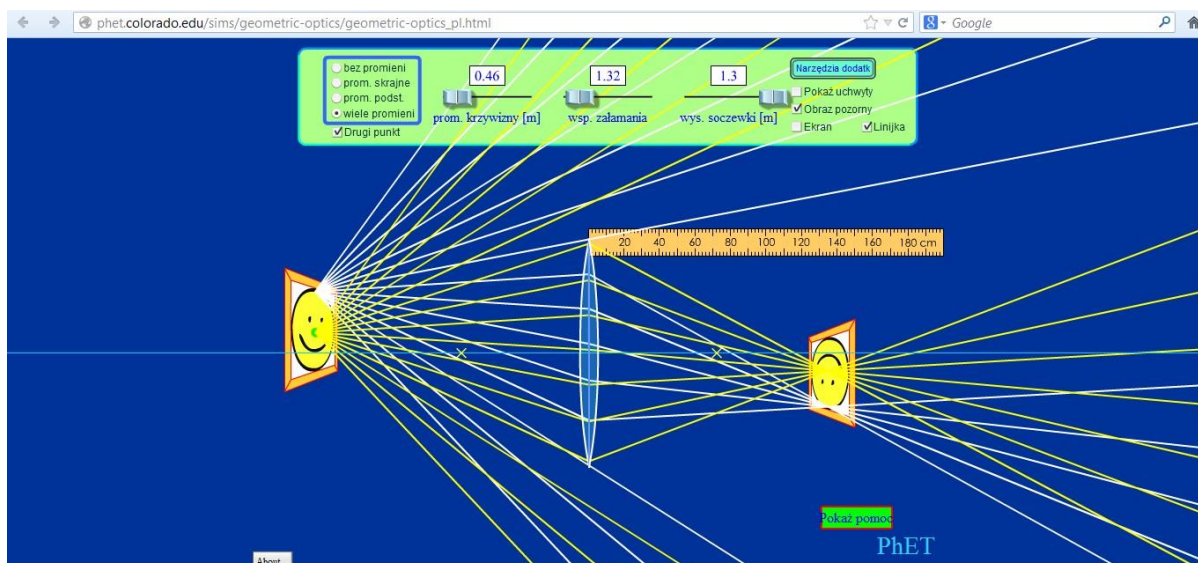 phet.colorado.edu/sims/geometric-optics/geometric-optics_pl.html
8 Google
bez promieni
prom. skrajne
prom. podst.
wiele promieni
Drugi punkt
0.46
prom. krzywizny [m]
1.32
wsp. załamania
1.3
wys. soczewki [m]
Narzędzia dodatk
Pokaż uchwyty
Obraz pozorny
Ekran
Linijka
20 40 60 80 100 120 140 160 180 cm
Pokaż pomoc
PhET
About